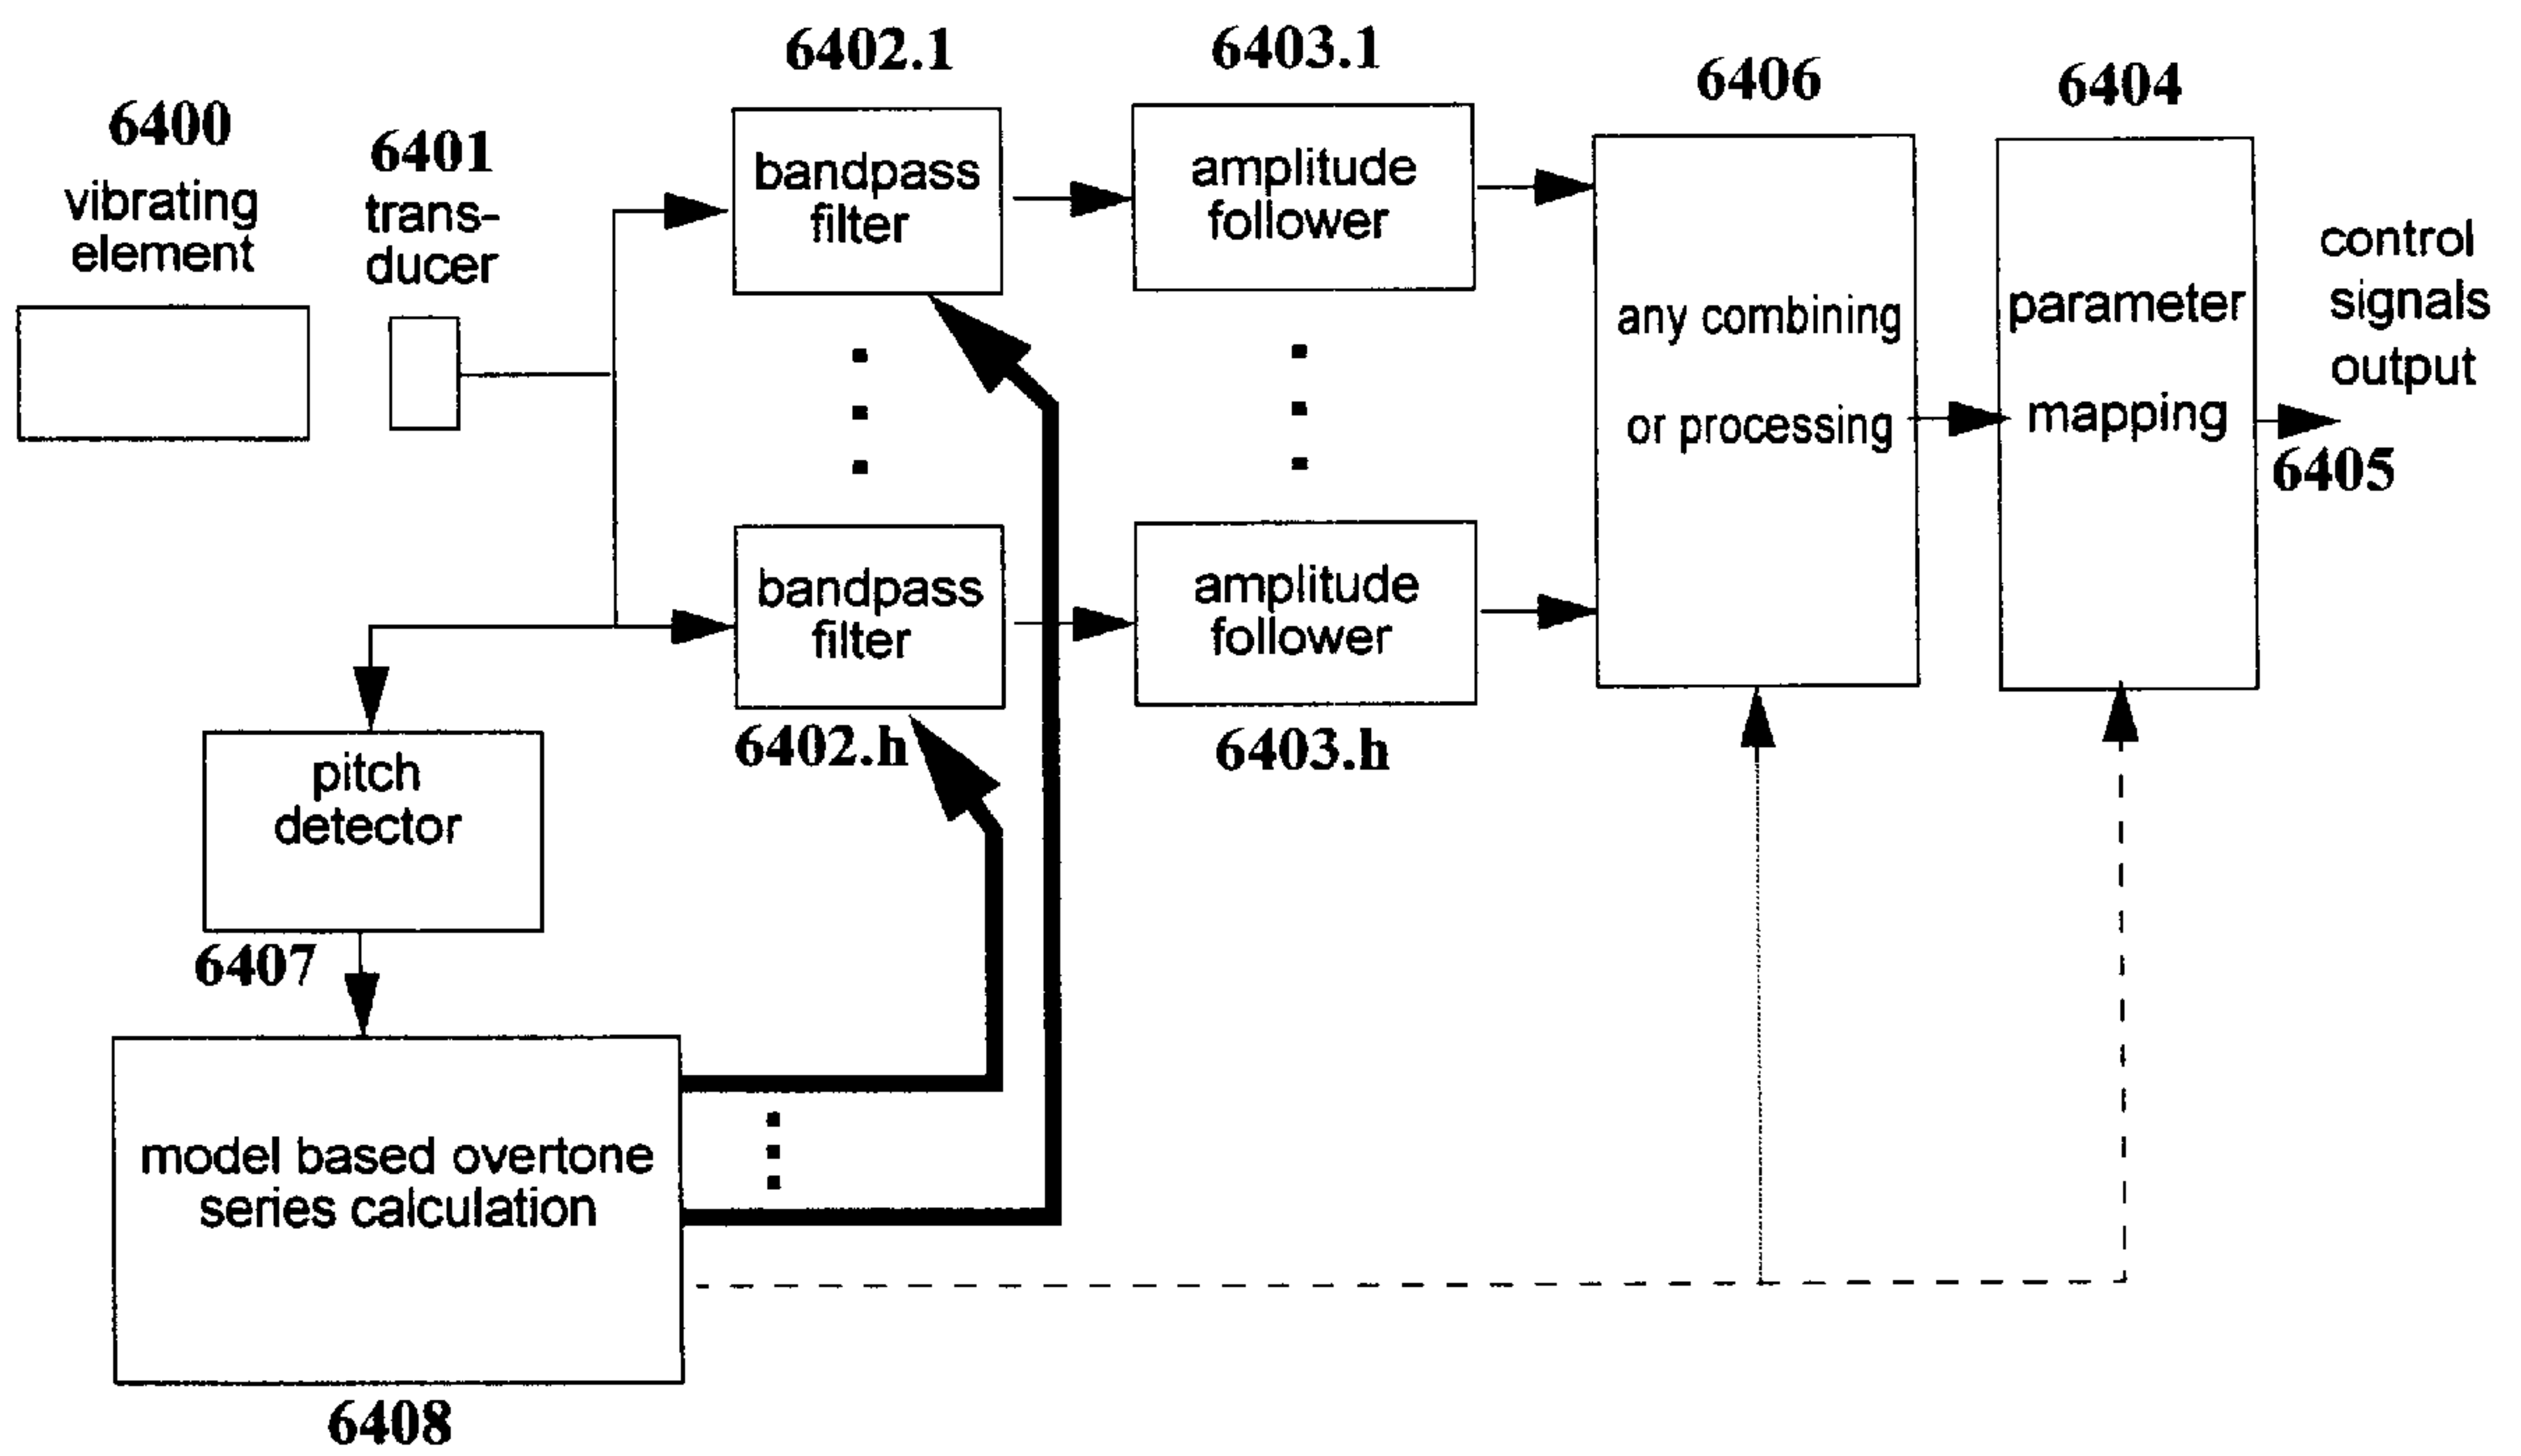 6400
vibrating
element
6401
trans-
ducer
6402.1
bandpass
filter
6403.1
amplitude
follower
6406
any combining
or processing
6404
parameter
mapping
control
signals
output
6405
bandpass
filter
6402.h
amplitude
follower
6403.h
pitch
detector
6407
model based overtone
series calculation
6408